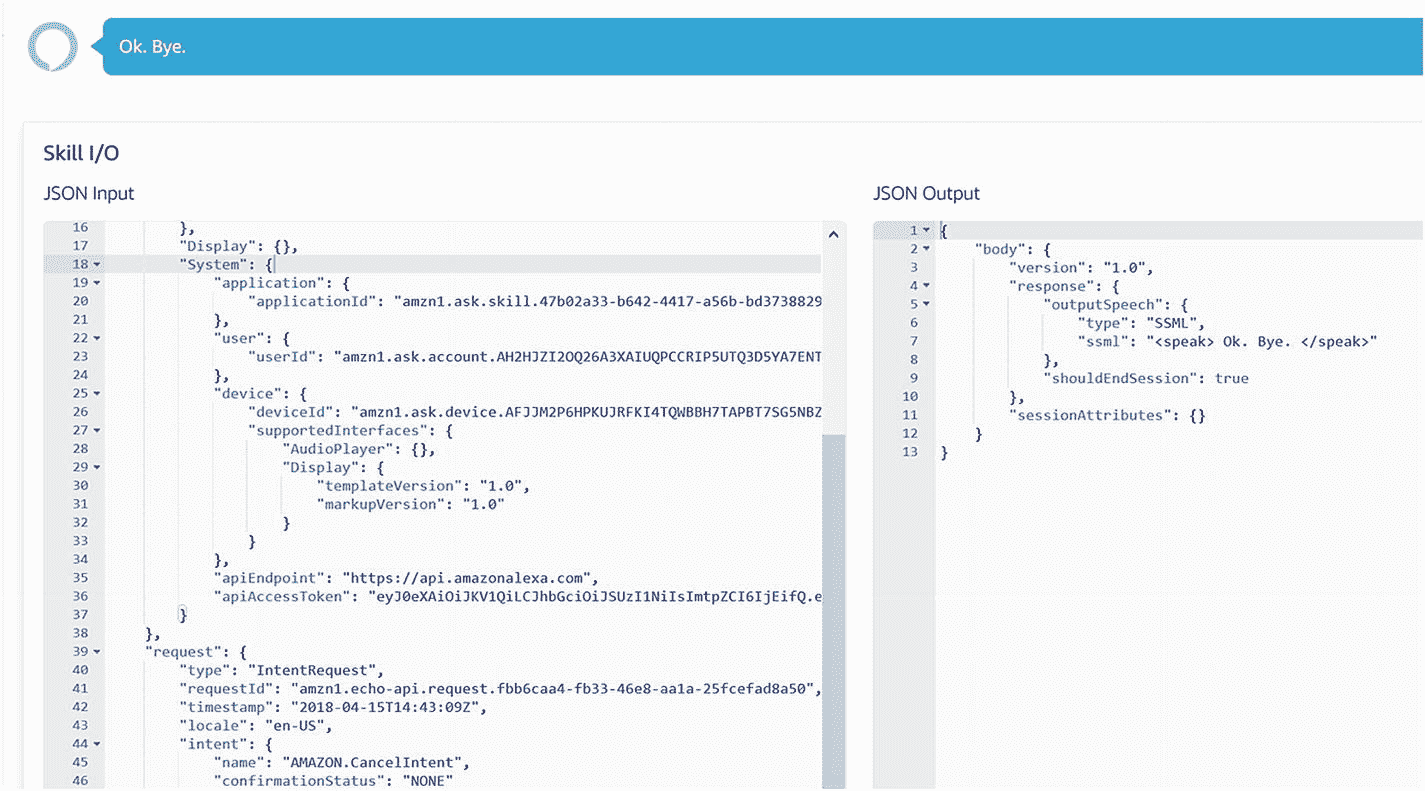 Ok. Bye.
Skill I/O
JSON Input
16 },
17 "Display": {},
18 "System": {
19 "application": {
20 "applicationId": "amzn1.ask.skill.47b02a33-b642-4417-a56b-bd3738829
21 },
22 "user": {
23 "userId": "amzn1.ask.account.AH2HJZI2OQ26A3XAIUQPCCRIP5UTQ3D5YA7ENT
24 },
25 "device": {
26 "deviceId": "amzn1.ask.device.AFJJM2P6HPKUJRFKI4TQWBBH7TAPBT7SG5NBZ
27 "supportedInterfaces": {
28 "AudioPlayer": {},
29 "Display": {
30 "templateVersion": "1.0",
31 "markupVersion": "1.0"
32 }
33 }
34 },
35 "apiEndpoint": "https://api.amazonalexa.com",
36 "apiAccessToken": "eyJ0eXAiOiJKV1QiLCJhbGciOiJSUzI1NiIsImtpZCI6IjEifQ.e
37 }
38 },
39 "request": {
40 "type": "IntentRequest",
41 "requestId": "amzn1.echo-api.request.fbb6caa4-fb33-46e8-aa1a-25fcefad8a50",
42 "timestamp": "2018-04-15T14:43:09Z",
43 "locale": "en-US",
44 "intent": {
45 "name": "AMAZON.CancelIntent",
46 "confirmationStatus": "NONE"
JSON Output
1 {
2 "body": {
3 "version": "1.0",
4 "response": {
5 "outputSpeech": {
6 "type": "SSML",
7 "ssml": "<speak> Ok. Bye. </speak>"
8 },
9 "shouldEndSession": true
10 },
11 "sessionAttributes": {}
12 }
13 }